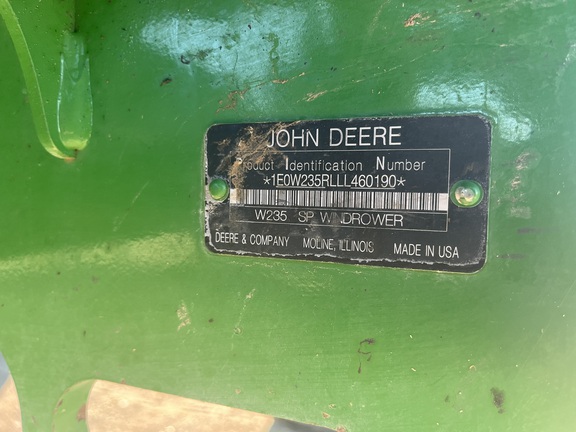 JOHN DEERE
Product Identification Number
*1E0W235RLLL460190*
W235 SP WINDROWER
DEERE & COMPANY MOLINE, ILLINOIS MADE IN USA